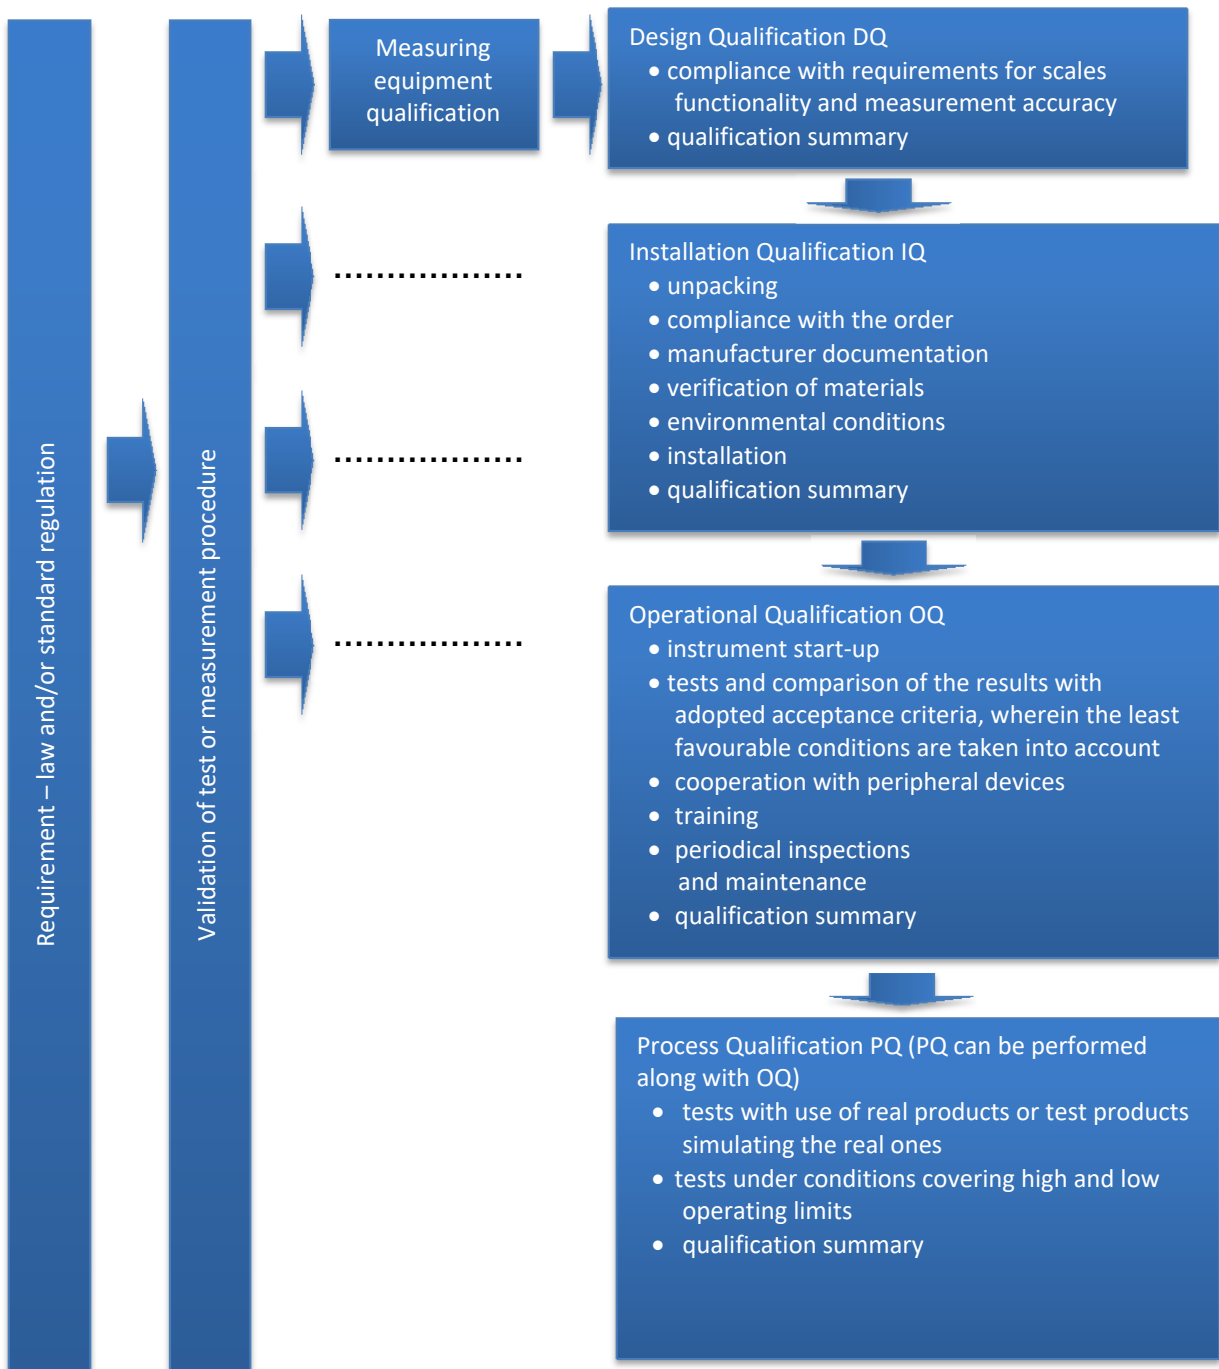 Requirement – law and/or standard regulation
Validation of test or measurement procedure
Measuring
equipment
qualification
..................
..................
..................
Design Qualification DQ
• compliance with requirements for scales
functionality and measurement accuracy
• qualification summary
Installation Qualification IQ
• unpacking
• compliance with the order
• manufacturer documentation
• verification of materials
• environmental conditions
• installation
• qualification summary
Operational Qualification OQ
• instrument start-up
• tests and comparison of the results with
adopted acceptance criteria, wherein the least
favourable conditions are taken into account
• cooperation with peripheral devices
• training
• periodical inspections
and maintenance
• qualification summary
Process Qualification PQ (PQ can be performed
along with OQ)
• tests with use of real products or test products
simulating the real ones
• tests under conditions covering high and low
operating limits
• qualification summary